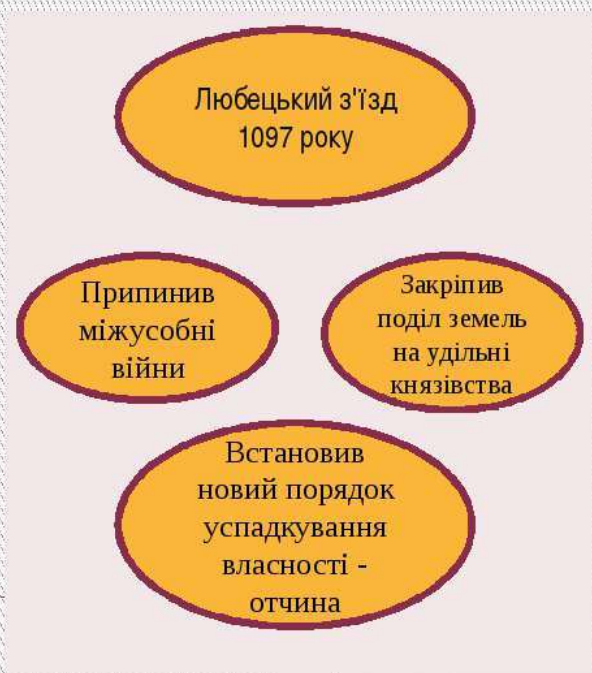 Любецький з'їзд
1097 року
Припинив
міжусобні
війни
Закріпив
поділ земель
на удільні
князівства
Встановив
новий порядок
успадкування
власності -
отчина